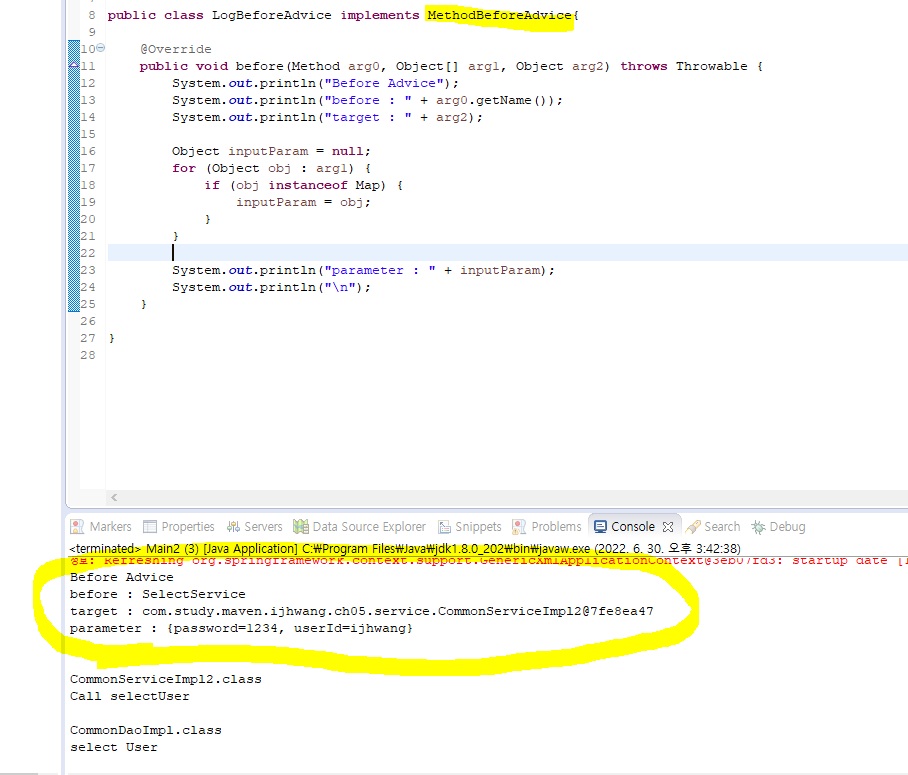 8 public class LogBeforeAdvice implements MethodBeforeAdvice{
9
10 @Override
11 public void before(Method arg0, Object[] arg1, Object arg2) throws Throwable {
12 System.out.println("Before Advice");
13 System.out.println("before : " + arg0.getName());
14 System.out.println("target : " + arg2);
15
16 Object inputParam = null;
17 for (Object obj : arg1) {
18 if (obj instanceof Map) {
19 inputParam = obj;
20 }
21 }
22
23 System.out.println("parameter : " + inputParam);
24 System.out.println("\n");
25 }
26
27 }
28
Markers Properties Servers Data Source Explorer Snippets Problems Console Search Debug
<terminated> Main2 (3) [Java Application] C:₩Program Files₩Java₩jdk1.8.0_202₩bin₩javaw.exe (2022. 6. 30. 오후 3:42:38)
정보: Refreshing org.springframework.context.support.GenericXmlApplicationContext@3eb07fd3: startup date [
Before Advice
before : SelectService
target : com.study.maven.ijhwang.ch05.service.CommonServiceImpl2@7fe8ea47
parameter : {password=1234, userId=ijhwang}
CommonServiceImpl2.class
Call selectUser
CommonDaoImpl.class
select User